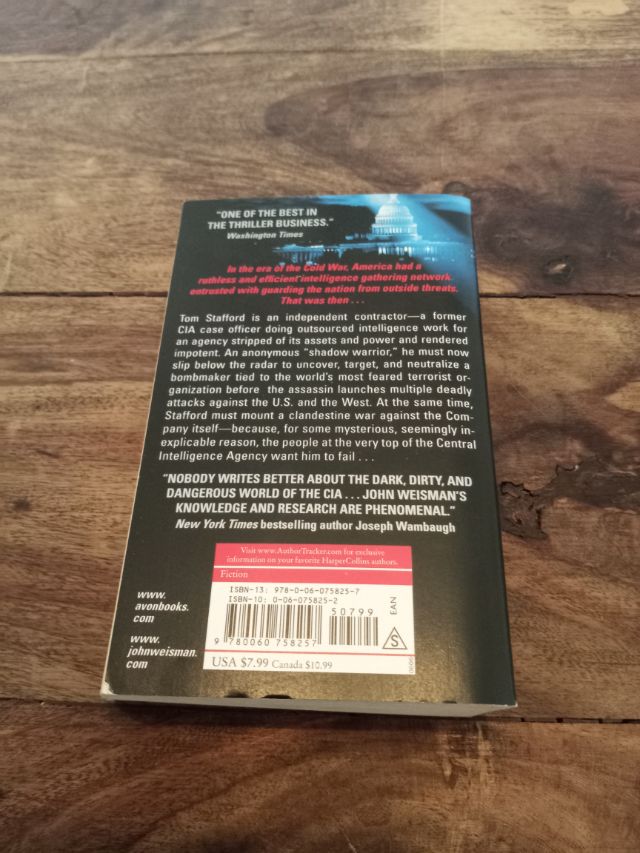 "ONE OF THE BEST IN
THE THRILLER BUSINESS."
Washington Times
In the era of the Cold War, America had a
ruthless and efficient intelligence gathering network
entrusted with guarding the nation from outside threats.
That was then . . .
Tom Stafford is an independent contractor—a former
CIA case officer doing outsourced intelligence work for
an agency stripped of its assets and power and rendered
impotent. An anonymous "shadow warrior," he must now
slip below the radar to uncover, target, and neutralize a
bombmaker tied to the world's most feared terrorist or-
ganization before the assassin launches multiple deadly
attacks against the U.S. and the West. At the same time,
Stafford must mount a clandestine war against the Com-
pany itself—because, for some mysterious, seemingly in-
explicable reason, the people at the very top of the Central
Intelligence Agency want him to fail . . .
"NOBODY WRITES BETTER ABOUT THE DARK, DIRTY, AND
DANGEROUS WORLD OF THE CIA . . . JOHN WEISMAN'S
KNOWLEDGE AND RESEARCH ARE PHENOMENAL."
New York Times bestselling author Joseph Wambaugh
Visit www.AuthorTracker.com for exclusive
information on your favorite HarperCollins authors.
Fiction
ISBN-13: 978-0-06-075825-7
ISBN-10: 0-06-075825-2
50799
EAN
9 780060 758257
S
USA $7.99 Canada $10.99
www.
avonbooks.
com
www.
johnweisman.
com